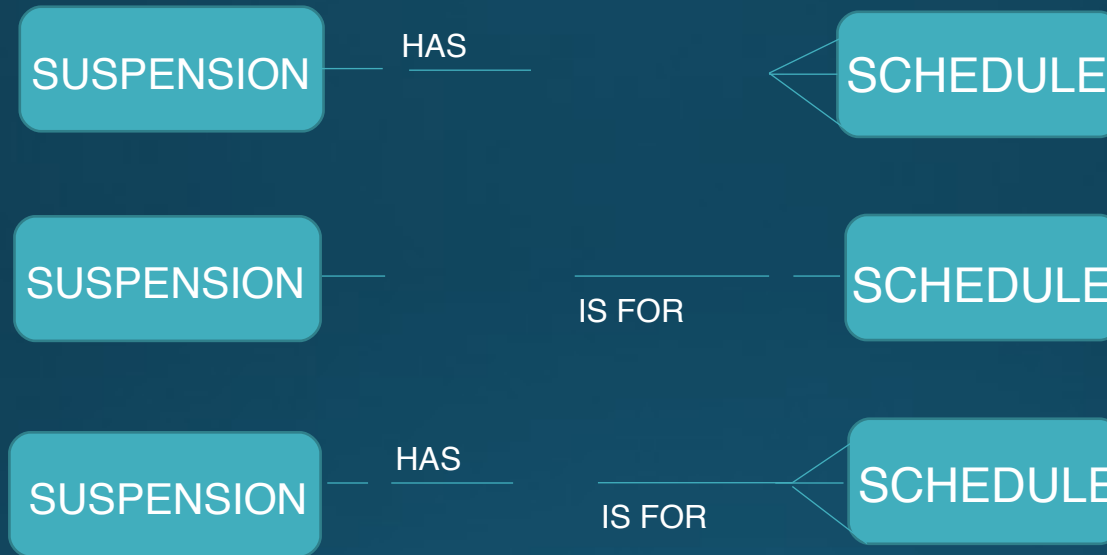 HAS
SUSPENSION
SCHEDULE
SUSPENSION
SCHEDULE
IS FOR
HAS
SUSPENSION
SCHEDULE
IS FOR